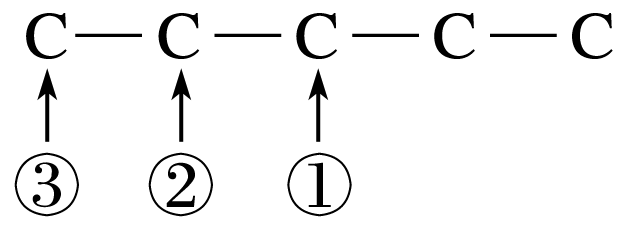 C — C — C — C — C
③ ② ①